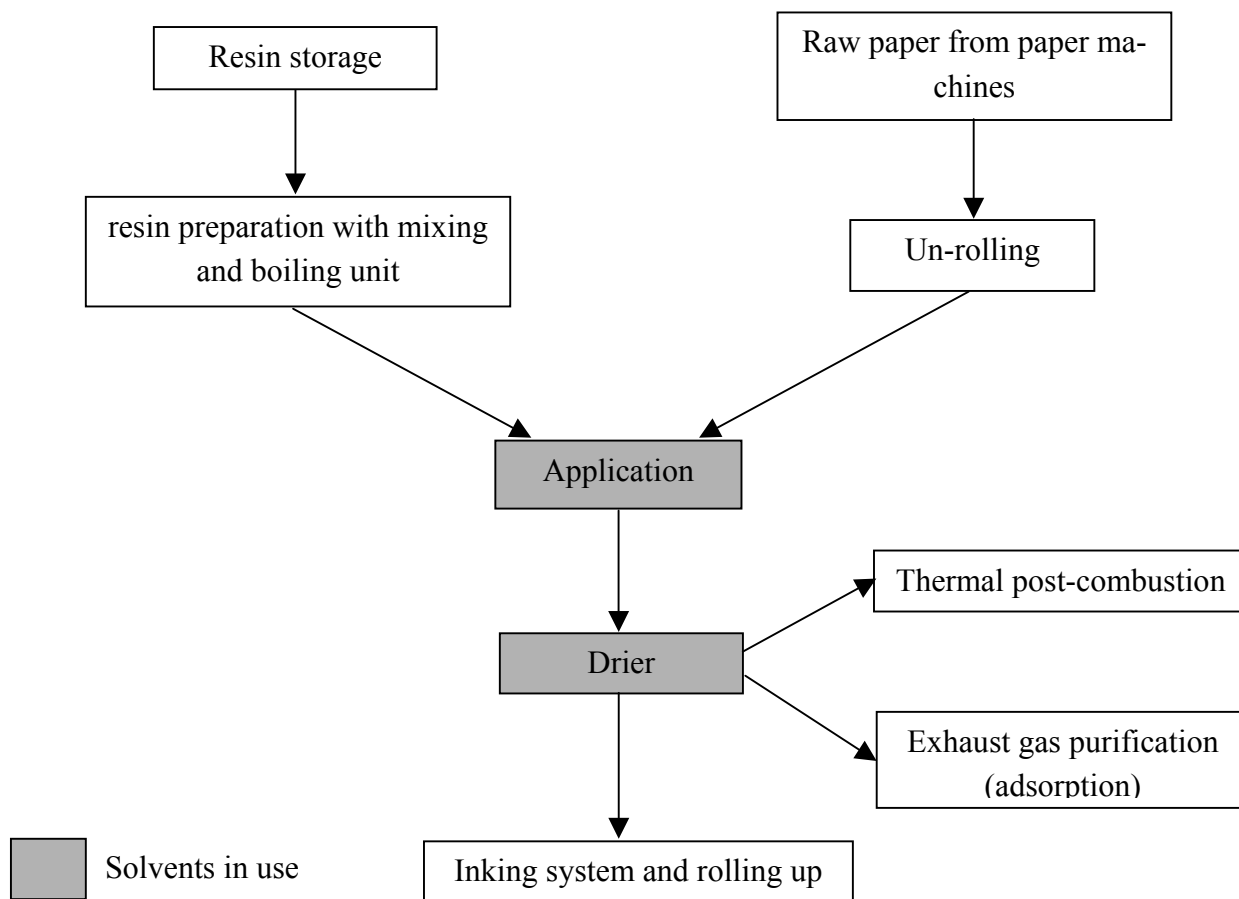 Resin storage
Raw paper from paper ma-
chines
resin preparation with mixing
and boiling unit
Un-rolling
Application
Thermal post-combustion
Drier
Exhaust gas purification
(adsorption)
Solvents in use
Inking system and rolling up